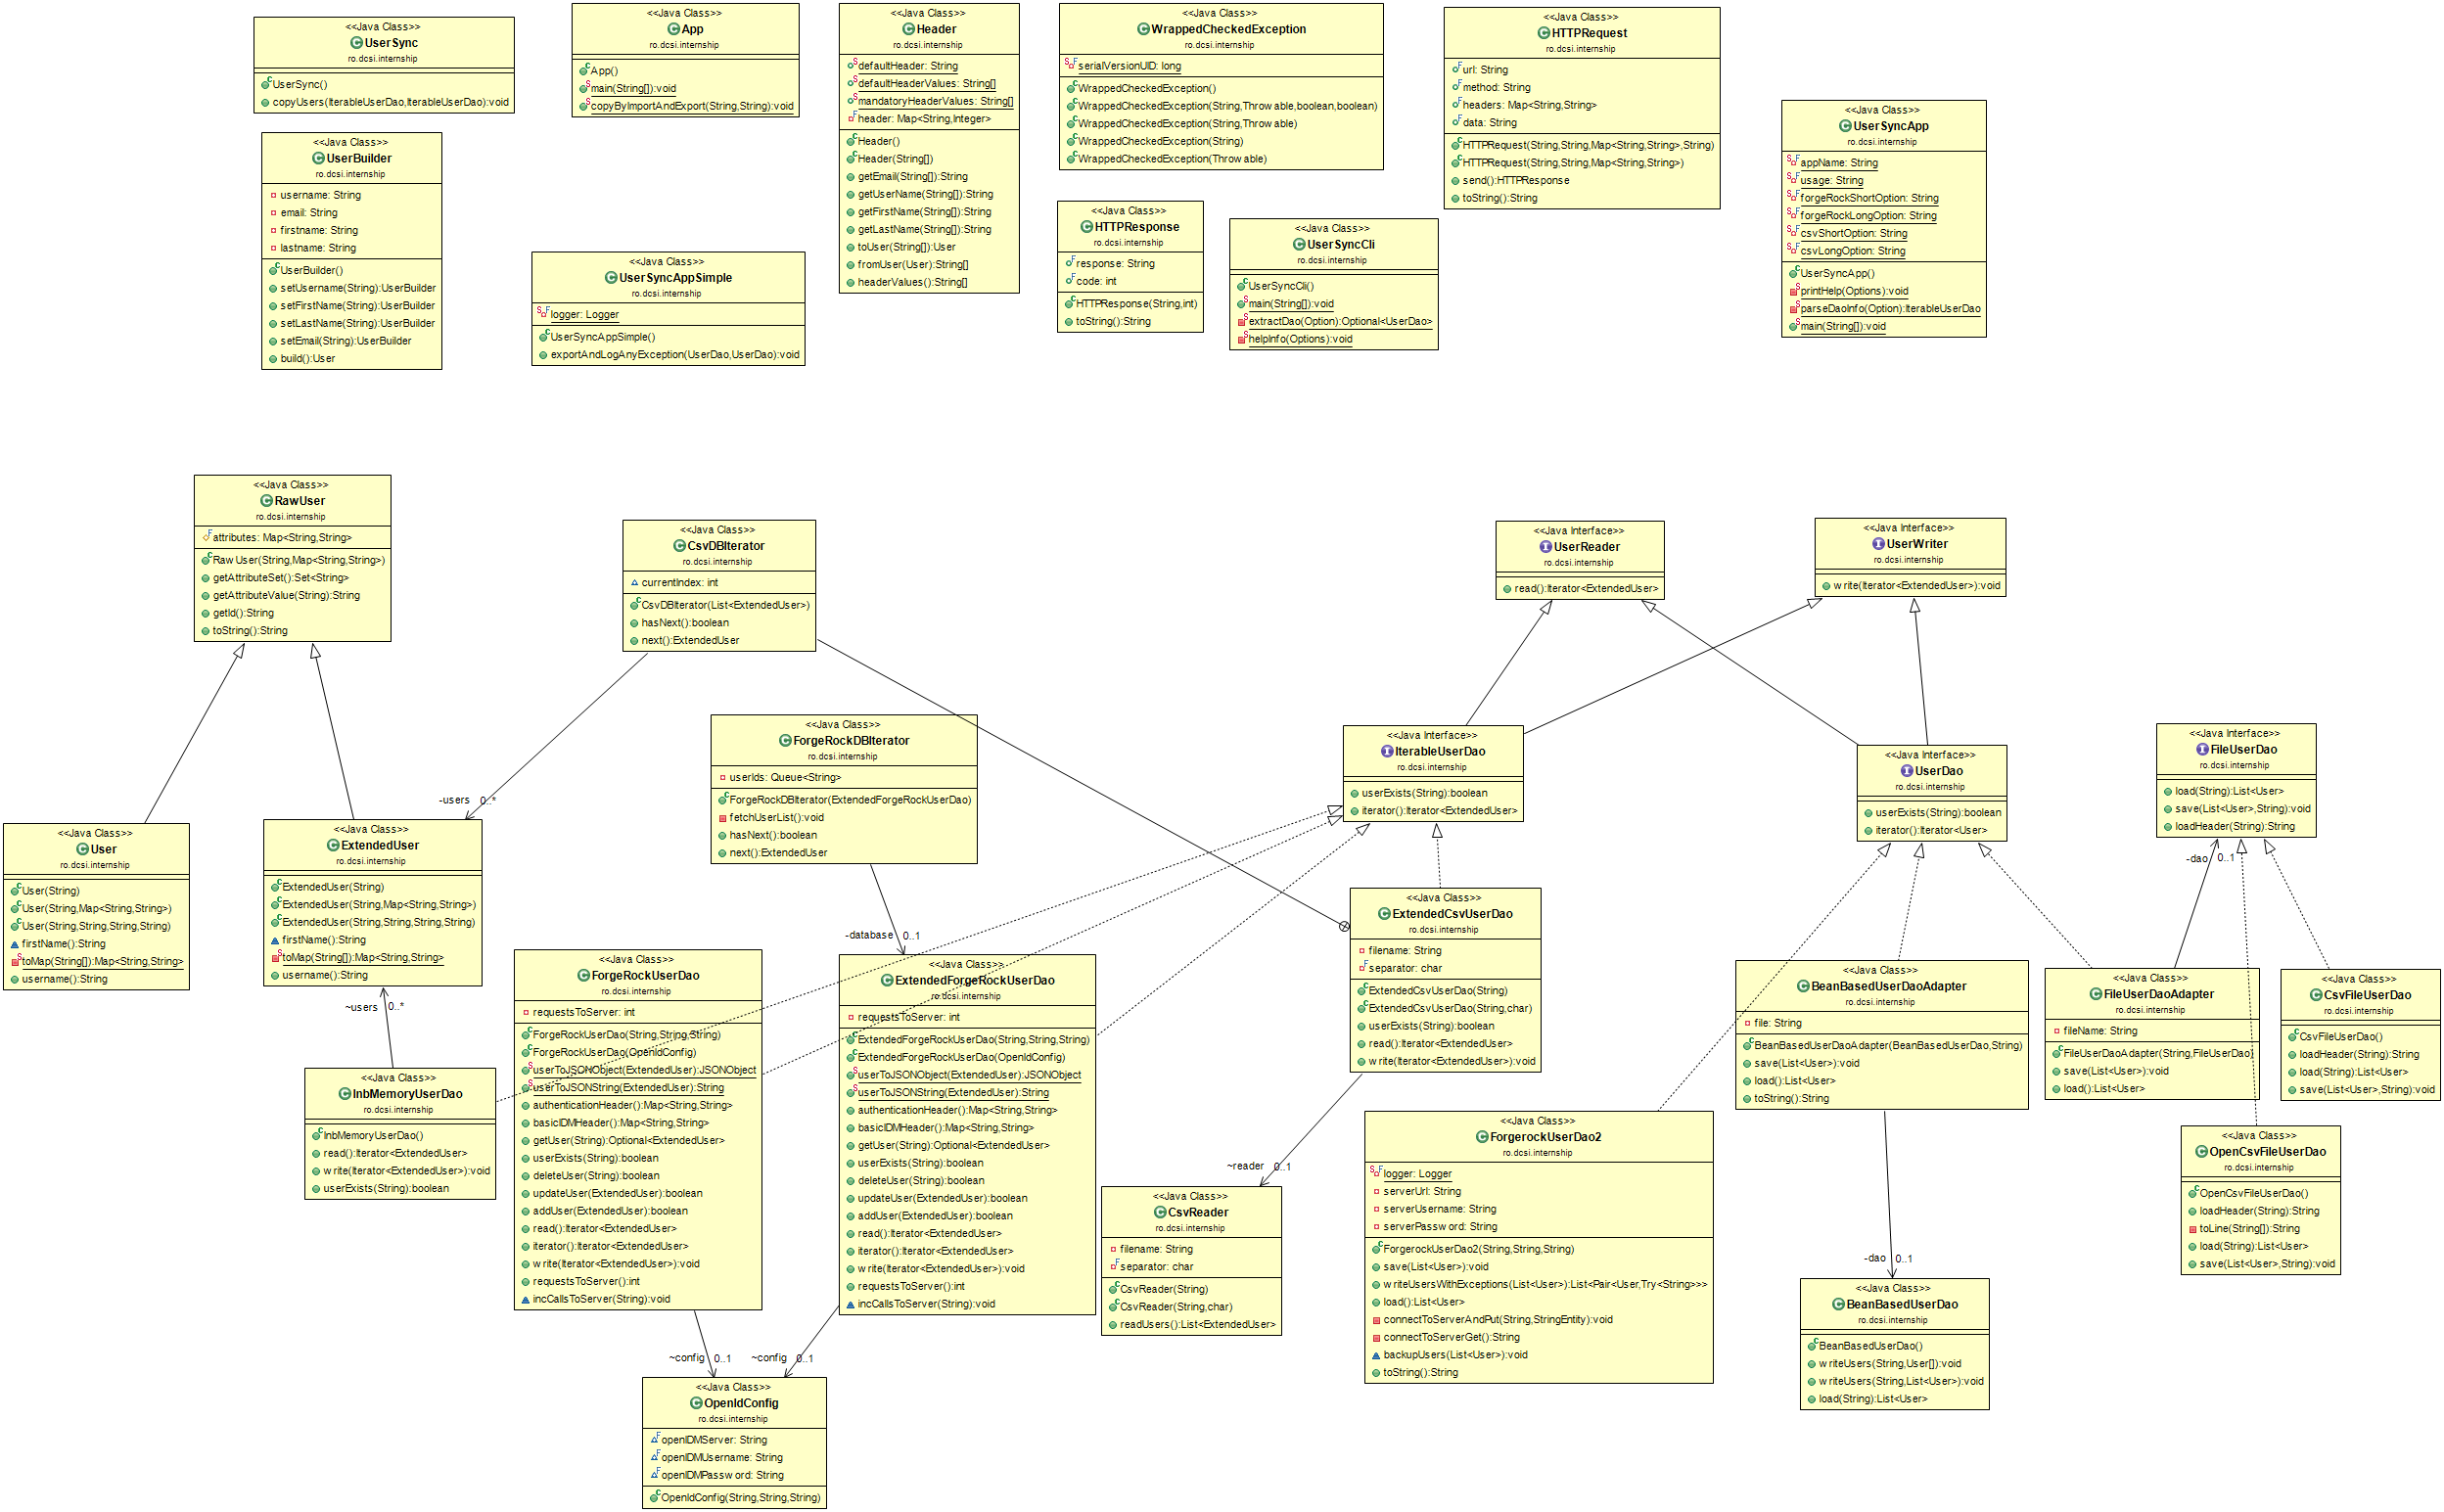 <<Java Class>>
UserSync
ro.dcsi.internship
UserSync()
copyUsers(IterableUserDao,IterableUserDao):void
<<Java Class>>
App
ro.dcsi.internship
App()
main(String[]):void
copyByImportAndExport(String,String):void
<<Java Class>>
Header
ro.dcsi.internship
defaultHeader: String
defaultHeaderValues: String[]
mandatoryHeaderValues: String[]
header: Map<String,Integer>
Header()
Header(String[])
getEmail(String[]):String
getUserName(String[]):String
getFirstName(String[]):String
getLastName(String[]):String
toUser(String[]):User
fromUser(User):String[]
headerValues():String[]
<<Java Class>>
WrappedCheckedException
ro.dcsi.internship
serialVersionUID: long
WrappedCheckedException()
WrappedCheckedException(String,Throwable,boolean,boolean)
WrappedCheckedException(String,Throwable)
WrappedCheckedException(String)
WrappedCheckedException(Throwable)
<<Java Class>>
HTTPRequest
ro.dcsi.internship
url: String
method: String
headers: Map<String,String>
data: String
HTTPRequest(String,String,Map<String,String>,String)
HTTPRequest(String,String,Map<String,String>)
send():HTTPResponse
toString():String
<<Java Class>>
UserSyncApp
ro.dcsi.internship
appName: String
usage: String
forgeRockShortOption: String
forgeRockLongOption: String
csvShortOption: String
csvLongOption: String
UserSyncApp()
printHelp(Options):void
parseDaoInfo(Option):IterableUserDao
main(String[]):void
<<Java Class>>
UserBuilder
ro.dcsi.internship
username: String
email: String
firstname: String
lastname: String
UserBuilder()
setUsername(String):UserBuilder
setFirstName(String):UserBuilder
setLastName(String):UserBuilder
setEmail(String):UserBuilder
build():User
<<Java Class>>
UserSyncAppSimple
ro.dcsi.internship
logger: Logger
UserSyncAppSimple()
exportAndLogAnyException(UserDao,UserDao):void
<<Java Class>>
HTTPResponse
ro.dcsi.internship
response: String
code: int
HTTPResponse(String,int)
toString():String
<<Java Class>>
UserSyncCli
ro.dcsi.internship
UserSyncCli()
main(String[]):void
extractDao(Option):Optional<UserDao>
helpInfo(Options):void
<<Java Class>>
RawUser
ro.dcsi.internship
attributes: Map<String,String>
RawUser(String,Map<String,String>)
getAttributeSet():Set<String>
getAttributeValue(String):String
getId():String
toString():String
<<Java Class>>
CsvDBIterator
ro.dcsi.internship
currentIndex: int
CsvDBIterator(List<ExtendedUser>)
hasNext():boolean
next():ExtendedUser
<<Java Interface>>
UserReader
ro.dcsi.internship
read():Iterator<ExtendedUser>
<<Java Interface>>
UserWriter
ro.dcsi.internship
write(Iterator<ExtendedUser>):void
<<Java Class>>
ForgeRockDBIterator
ro.dcsi.internship
userIds: Queue<String>
ForgeRockDBIterator(ExtendedForgeRockUserDao)
fetchUserList():void
hasNext():boolean
next():ExtendedUser
<<Java Interface>>
IterableUserDao
ro.dcsi.internship
userExists(String):boolean
iterator():Iterator<ExtendedUser>
<<Java Interface>>
UserDao
ro.dcsi.internship
userExists(String):boolean
iterator():Iterator<User>
<<Java Interface>>
FileUserDao
ro.dcsi.internship
load(String):List<User>
save(List<User>,String):void
loadHeader(String):String
-users 0..*
-dao 0..1
<<Java Class>>
User
ro.dcsi.internship
User(String)
User(String,Map<String,String>)
User(String,String,String,String)
firstName():String
toMap(String[]):Map<String,String>
username():String
<<Java Class>>
ExtendedUser
ro.dcsi.internship
ExtendedUser(String)
ExtendedUser(String,Map<String,String>)
ExtendedUser(String,String,String,String)
firstName():String
toMap(String[]):Map<String,String>
username():String
~users 0..*
-database 0..1
<<Java Class>>
ExtendedCsvUserDao
ro.dcsi.internship
filename: String
separator: char
ExtendedCsvUserDao(String)
ExtendedCsvUserDao(String,char)
userExists(String):boolean
read():Iterator<ExtendedUser>
write(Iterator<ExtendedUser>):void
<<Java Class>>
ForgeRockUserDao
ro.dcsi.internship
requestsToServer: int
ForgeRockUserDao(String,String,String)
ForgeRockUserDao(OpenIdConfig)
userToJSONObject(ExtendedUser):JSONObject
userToJSONString(ExtendedUser):String
authenticationHeader():Map<String,String>
basicIDMHeader():Map<String,String>
getUser(String):Optional<ExtendedUser>
userExists(String):boolean
deleteUser(String):boolean
updateUser(ExtendedUser):boolean
addUser(ExtendedUser):boolean
read():Iterator<ExtendedUser>
iterator():Iterator<ExtendedUser>
write(Iterator<ExtendedUser>):void
requestsToServer():int
incCallsToServer(String):void
<<Java Class>>
ExtendedForgeRockUserDao
ro.dcsi.internship
requestsToServer: int
ExtendedForgeRockUserDao(String,String,String)
ExtendedForgeRockUserDao(OpenIdConfig)
userToJSONObject(ExtendedUser):JSONObject
userToJSONString(ExtendedUser):String
authenticationHeader():Map<String,String>
basicIDMHeader():Map<String,String>
getUser(String):Optional<ExtendedUser>
userExists(String):boolean
deleteUser(String):boolean
updateUser(ExtendedUser):boolean
addUser(ExtendedUser):boolean
read():Iterator<ExtendedUser>
iterator():Iterator<ExtendedUser>
write(Iterator<ExtendedUser>):void
requestsToServer():int
incCallsToServer(String):void
<<Java Class>>
BeanBasedUserDaoAdapter
ro.dcsi.internship
file: String
BeanBasedUserDaoAdapter(BeanBasedUserDao,String)
save(List<User>):void
load():List<User>
toString():String
<<Java Class>>
FileUserDaoAdapter
ro.dcsi.internship
fileName: String
FileUserDaoAdapter(String,FileUserDao)
save(List<User>):void
load():List<User>
<<Java Class>>
CsvFileUserDao
ro.dcsi.internship
CsvFileUserDao()
loadHeader(String):String
load(String):List<User>
save(List<User>,String):void
<<Java Class>>
InbMemoryUserDao
ro.dcsi.internship
InbMemoryUserDao()
read():Iterator<ExtendedUser>
write(Iterator<ExtendedUser>):void
userExists(String):boolean
~reader 0..1
<<Java Class>>
CsvReader
ro.dcsi.internship
filename: String
separator: char
CsvReader(String)
CsvReader(String,char)
readUsers():List<ExtendedUser>
<<Java Class>>
ForgerockUserDao2
ro.dcsi.internship
logger: Logger
serverUrl: String
serverUsername: String
serverPassword: String
ForgerockUserDao2(String,String,String)
save(List<User>):void
writeUsersWithExceptions(List<User>):List<Pair<User,Try<String>>>
load():List<User>
connectToServerAndPut(String,StringEntity):void
connectToServerGet():String
backupUsers(List<User>):void
toString():String
<<Java Class>>
OpenCsvFileUserDao
ro.dcsi.internship
OpenCsvFileUserDao()
loadHeader(String):String
toLine(String[]):String
load(String):List<User>
save(List<User>,String):void
-dao 0..1
<<Java Class>>
BeanBasedUserDao
ro.dcsi.internship
BeanBasedUserDao()
writeUsers(String,User[]):void
writeUsers(String,List<User>):void
load(String):List<User>
~config 0..1
~config 0..1
<<Java Class>>
OpenIdConfig
ro.dcsi.internship
openIDMServer: String
openIDMUsername: String
openIDMPassword: String
OpenIdConfig(String,String,String)